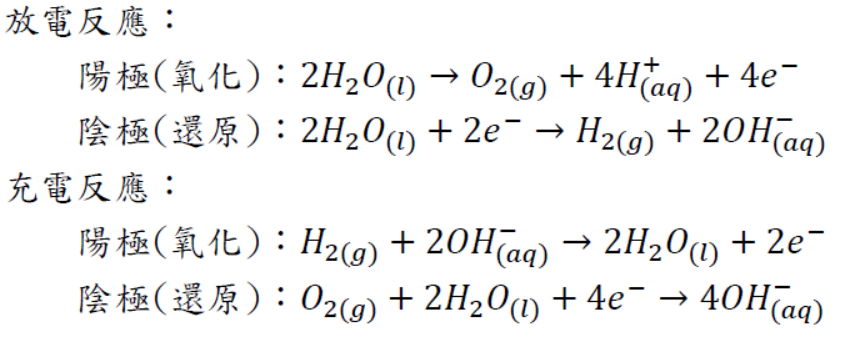 放電反應：
陽極(氧化)：2H₂O₍ₗ₎ → O₂₍g₎ + 4H⁺₍aq₎ + 4e⁻
陰極(還原)：2H₂O₍ₗ₎ + 2e⁻ → H₂₍g₎ + 2OH⁻₍aq₎
充電反應：
陽極(氧化)：H₂₍g₎ + 2OH⁻₍aq₎ → 2H₂O₍ₗ₎ + 2e⁻
陰極(還原)：O₂₍g₎ + 2H₂O₍ₗ₎ + 4e⁻ → 4OH⁻₍aq₎